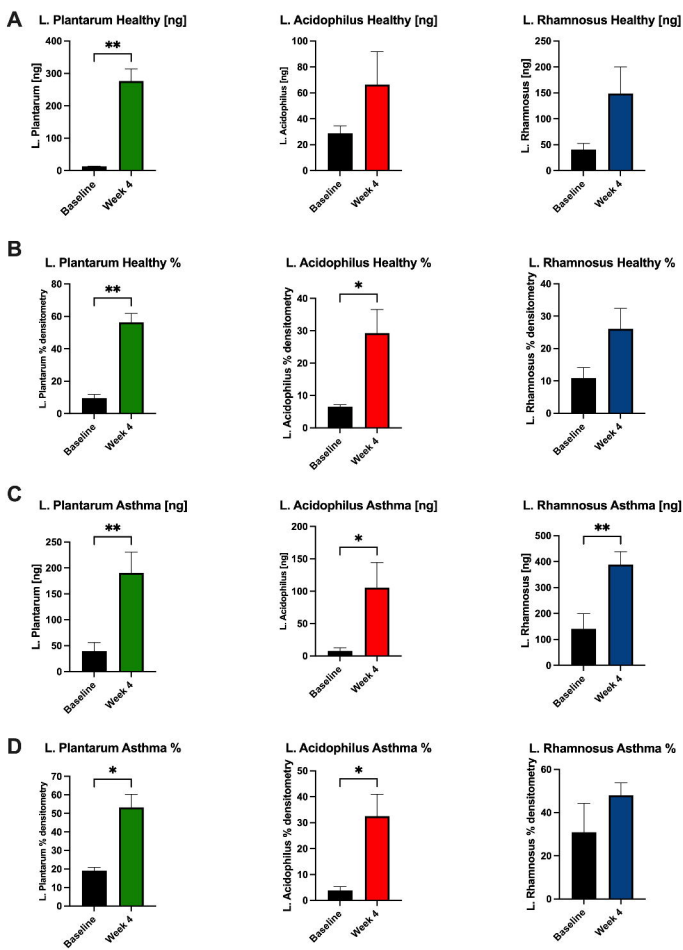 A
L. Plantarum Healthy [ng]
L. Plantarum [ng]
400
300
200
100
0
**
Baseline
Week 4
L. Acidophilus Healthy [ng]
L. Acidophilus [ng]
100
80
60
40
20
0
Baseline
Week 4
L. Rhamnosus Healthy [ng]
L. Rhamnosus [ng]
250
200
150
100
50
0
Baseline
Week 4
B
L. Plantarum Healthy %
L. Plantarum % densitometry
80
60
40
20
0
**
Baseline
Week 4
L. Acidophilus Healthy %
L. Acidophilus % densitometry
40
30
20
10
0
*
Baseline
Week 4
L. Rhamnosus Healthy %
L. Rhamnosus % densitometry
40
30
20
10
0
Baseline
Week 4
C
L. Plantarum Asthma [ng]
L. Plantarum [ng]
250
200
150
100
50
0
**
Baseline
Week 4
L. Acidophilus Asthma [ng]
L. Acidophilus [ng]
200
150
100
50
0
*
Baseline
Week 4
L. Rhamnosus Asthma [ng]
L. Rhamnosus [ng]
500
400
300
200
100
0
**
Baseline
Week 4
D
L. Plantarum Asthma %
L. Plantarum % densitometry
70
60
50
40
30
20
10
0
*
Baseline
Week 4
L. Acidophilus Asthma %
L. Acidophilus % densitometry
50
40
30
20
10
0
*
Baseline
Week 4
L. Rhamnosus Asthma %
L. Rhamnosus % densitometry
60
40
20
0
Baseline
Week 4